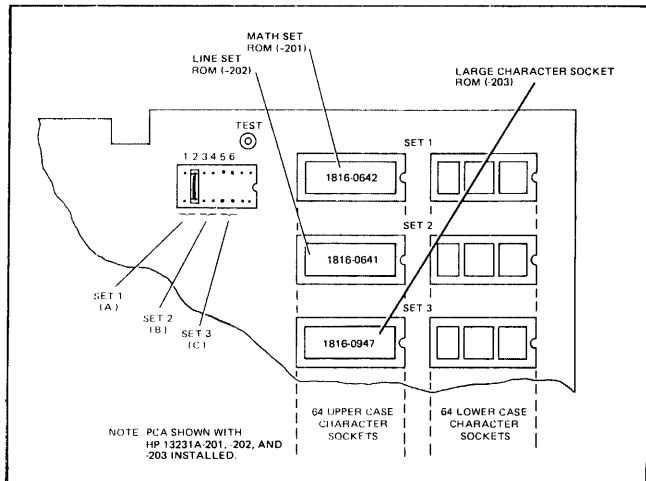 MATH SET
ROM (-201)
LINE SET
ROM (-202)
LARGE CHARACTER SOCKET
ROM (-203)
TEST
1 2 3 4 5 6
SET 1
1816-0642
SET 2
1816-0641
SET 3
1816-0947
SET 1
(A)
SET 2
(B)
SET 3
(C)
64 UPPER CASE
CHARACTER
SOCKETS
64 LOWER CASE
CHARACTER
SOCKETS
NOTE. PCA SHOWN WITH
HP 13231A-201, -202, AND
-203 INSTALLED.